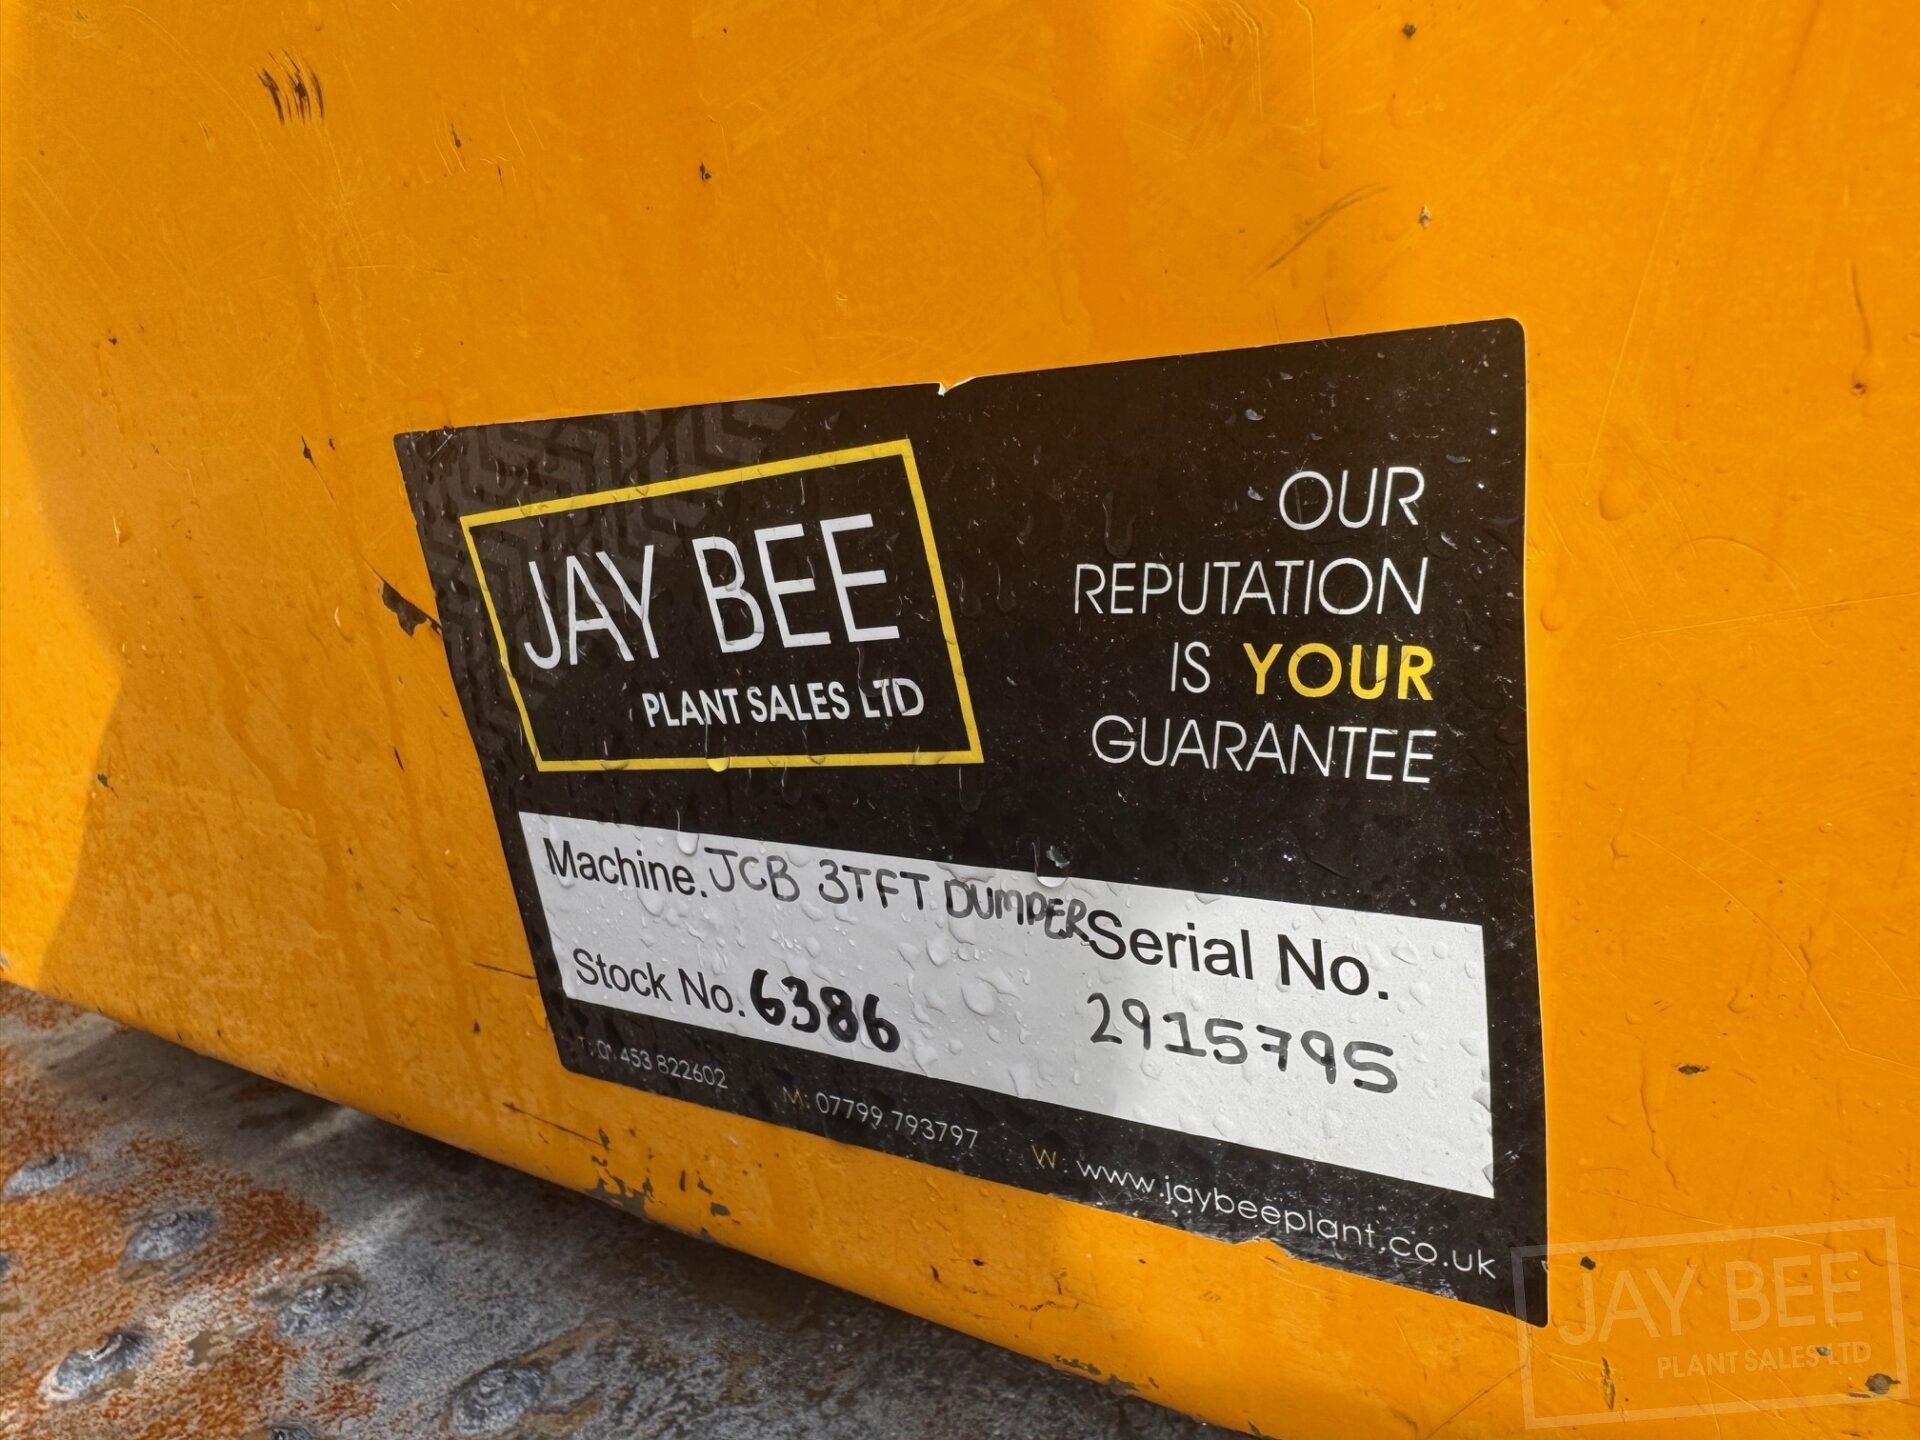 JAY BEE
PLANT SALES LTD
OUR
REPUTATION
IS YOUR
GUARANTEE
Machine. JCB 3TFT DUMPER
Serial No.
Stock No. 6386
2915795
T: 01453 822602 M: 07799 793797 W: www.jaybeeplant.co.uk
JAY BEE
PLANT SALES LTD